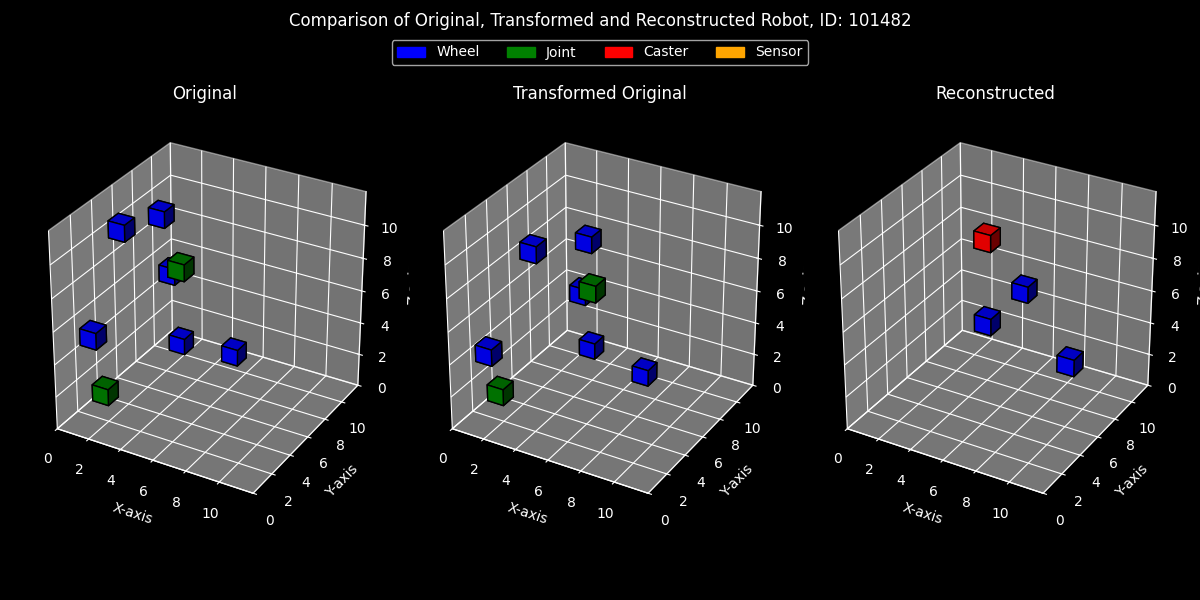 Comparison of Original, Transformed and Reconstructed Robot, ID: 101482
Wheel Joint Caster Sensor
Original Transformed Original Reconstructed
10 10 10
8 8 8
6 6 6
4 4 4
2 2 2
0 0 0
0 2 4 6 8 10 0 2 4 6 8 10 0 2 4 6 8 10
0 2 4 6 8 10 0 2 4 6 8 10 0 2 4 6 8 10
X-axis Y-axis X-axis Y-axis X-axis Y-axis